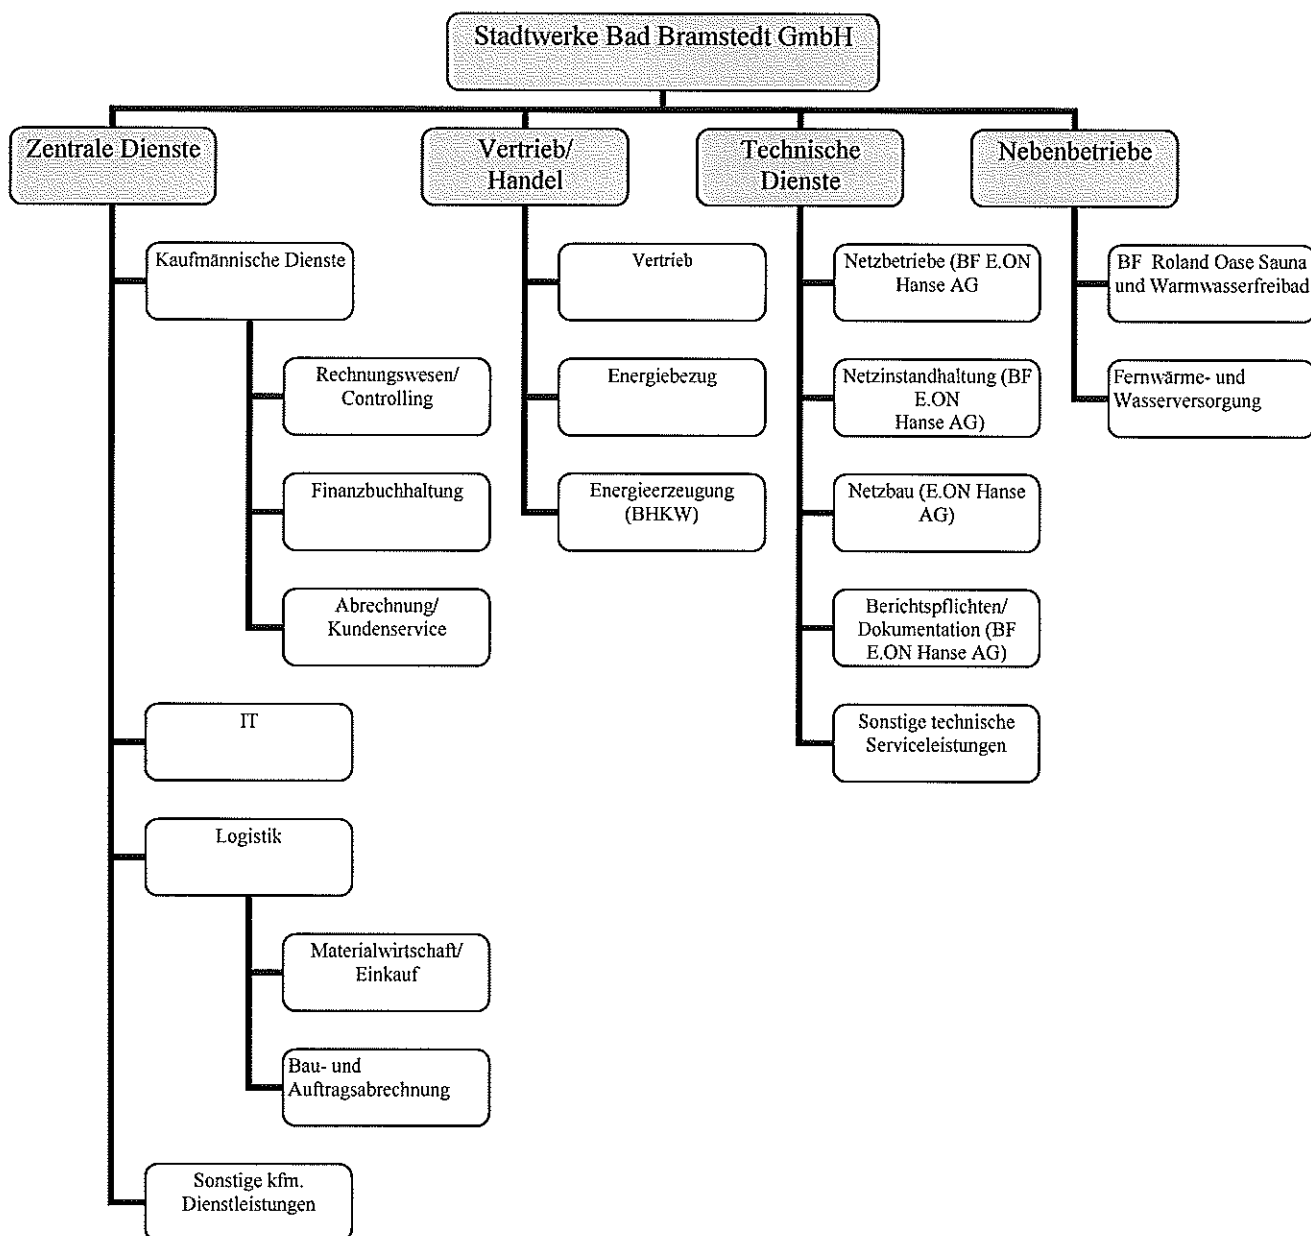 Stadtwerke Bad Bramstedt GmbH
Zentrale Dienste
Vertrieb/
Handel
Technische
Dienste
Nebenbetriebe
Kaufmännische Dienste
Rechnungswesen/
Controlling
Finanzbuchhaltung
Abrechnung/
Kundenservice
IT
Logistik
Materialwirtschaft/
Einkauf
Bau- und
Auftragsabrechnung
Sonstige kfm.
Dienstleistungen
Vertrieb
Energiebezug
Energieerzeugung
(BHKW)
Netzbetriebe (BF E.ON
Hanse AG
Netzinstandhaltung (BF
E.ON
Hanse AG)
Netzbau (E.ON Hanse
AG)
Berichtspflichten/
Dokumentation (BF
E.ON Hanse AG)
Sonstige technische
Serviceleistungen
BF Roland Oase Sauna
und Warmwasserfreibad
Fernwärme- und
Wasserversorgung